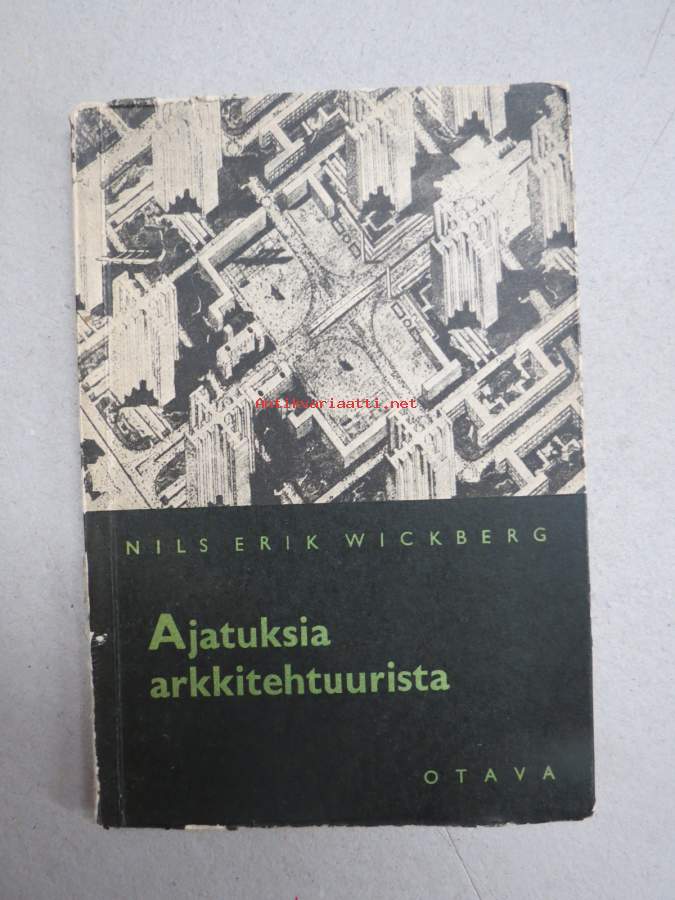 Antikvariaatti.net
NILS ERIK WICKBERG
Ajatuksia
arkkitehtuurista
OTAVA